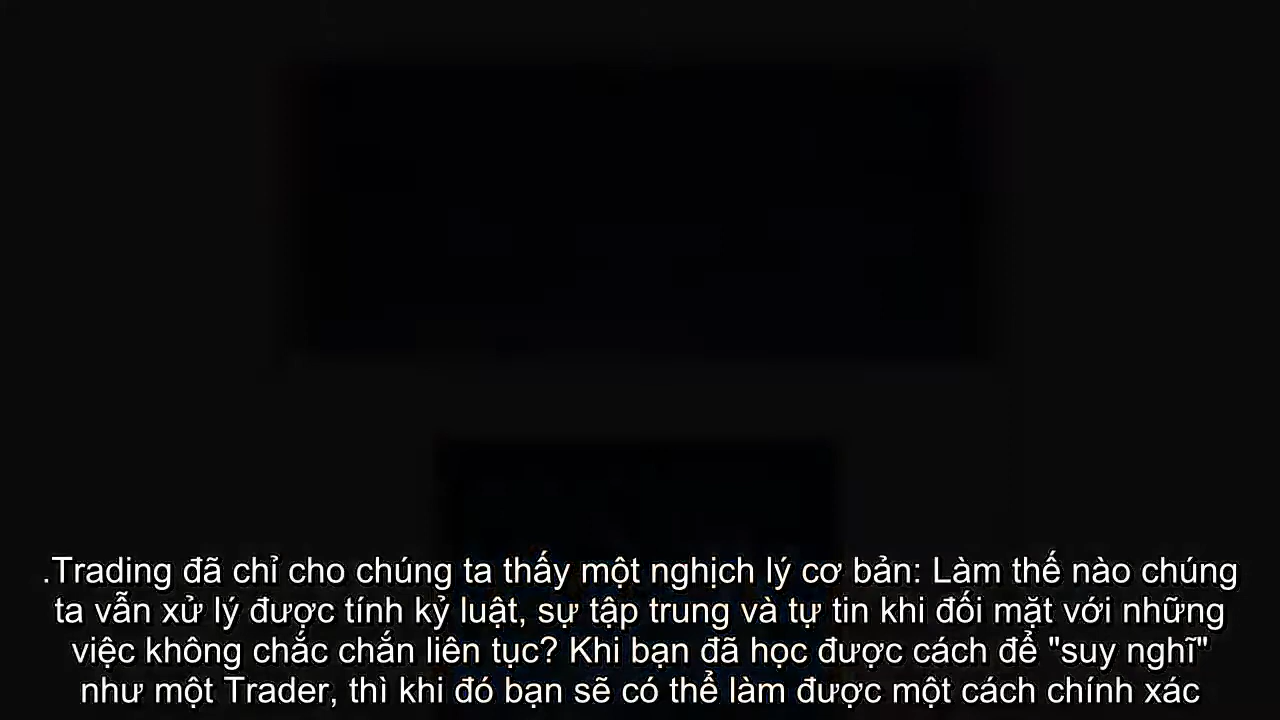 .Trading đã chỉ cho chúng ta thấy một nghịch lý cơ bản: Làm thế nào chúng
ta vẫn xử lý được tính kỷ luật, sự tập trung và tự tin khi đối mặt với những
việc không chắc chắn liên tục? Khi bạn đã học được cách để "suy nghĩ"
như một Trader, thì khi đó bạn sẽ có thể làm được một cách chính xác